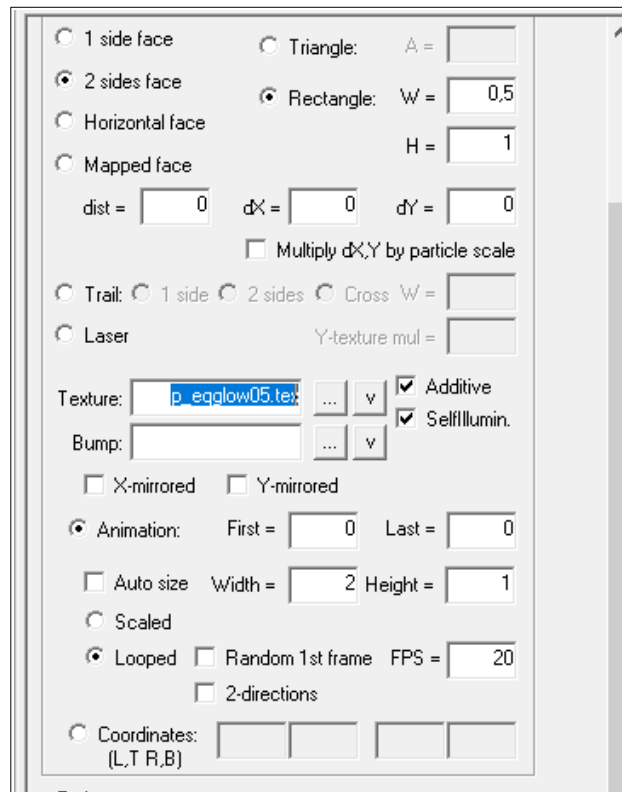 1 side face Triangle: A =
2 sides face Rectangle: W = 0,5
Horizontal face
H = 1
Mapped face
dist = 0 dX = 0 dY = 0
Multiply dX,Y by particle scale
Trail: 1 side 2 sides Cross W =
Laser Y-texture mul =
Texture: p_eqglow05.tex ... v Additive
SelfIllumin.
Bump: ... v
X-mirrored Y-mirrored
Animation: First = 0 Last = 0
Auto size Width = 2 Height = 1
Scaled
Looped Random 1st frame FPS = 20
2-directions
Coordinates:
(L,T R,B)